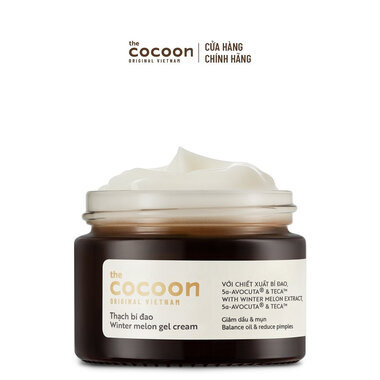 the
cocoon
ORIGINAL VIETNAM
CỬA HÀNG
CHÍNH HÃNG
the
cocoon
ORIGINAL VIETNAM
Thạch bí đao
Winter melon gel cream
VỚI CHIẾT XUẤT BÍ ĐAO,
5α-AVOCUTA® & TECA™
WITH WINTER MELON EXTRACT,
5α-AVOCUTA® & TECA™
Giảm dầu & mụn
Balance oil & reduce pimples